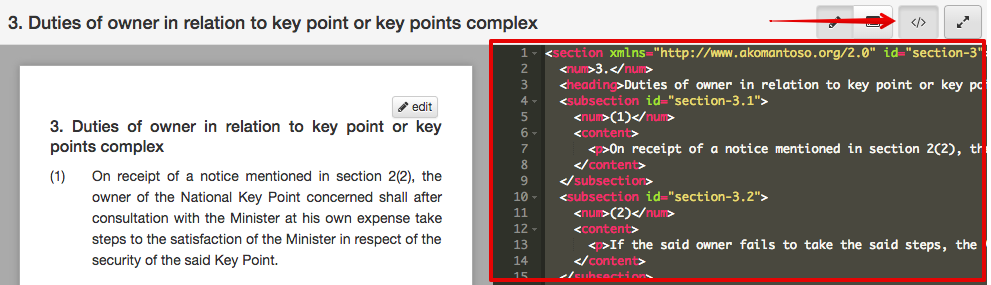 3. Duties of owner in relation to key point or key points complex
</>
edit
3. Duties of owner in relation to key point or key
points complex
(1) On receipt of a notice mentioned in section 2(2), the
owner of the National Key Point concerned shall after
consultation with the Minister at his own expense take
steps to the satisfaction of the Minister in respect of the
security of the said Key Point.
1 <section xmlns="http://www.akomantoso.org/2.0" id="section-3"
2 <num>3.</num>
3 <heading>Duties of owner in relation to key point or key
4 <subsection id="section-3.1">
5 <num>(1)</num>
6 <content>
7 <p>On receipt of a notice mentioned in section 2(2),
8 </content>
9 </subsection>
10 <subsection id="section-3.2">
11 <num>(2)</num>
12 <content>
13 <p>If the said owner fails to take the said steps, the
14 </content>
15 </subsection>